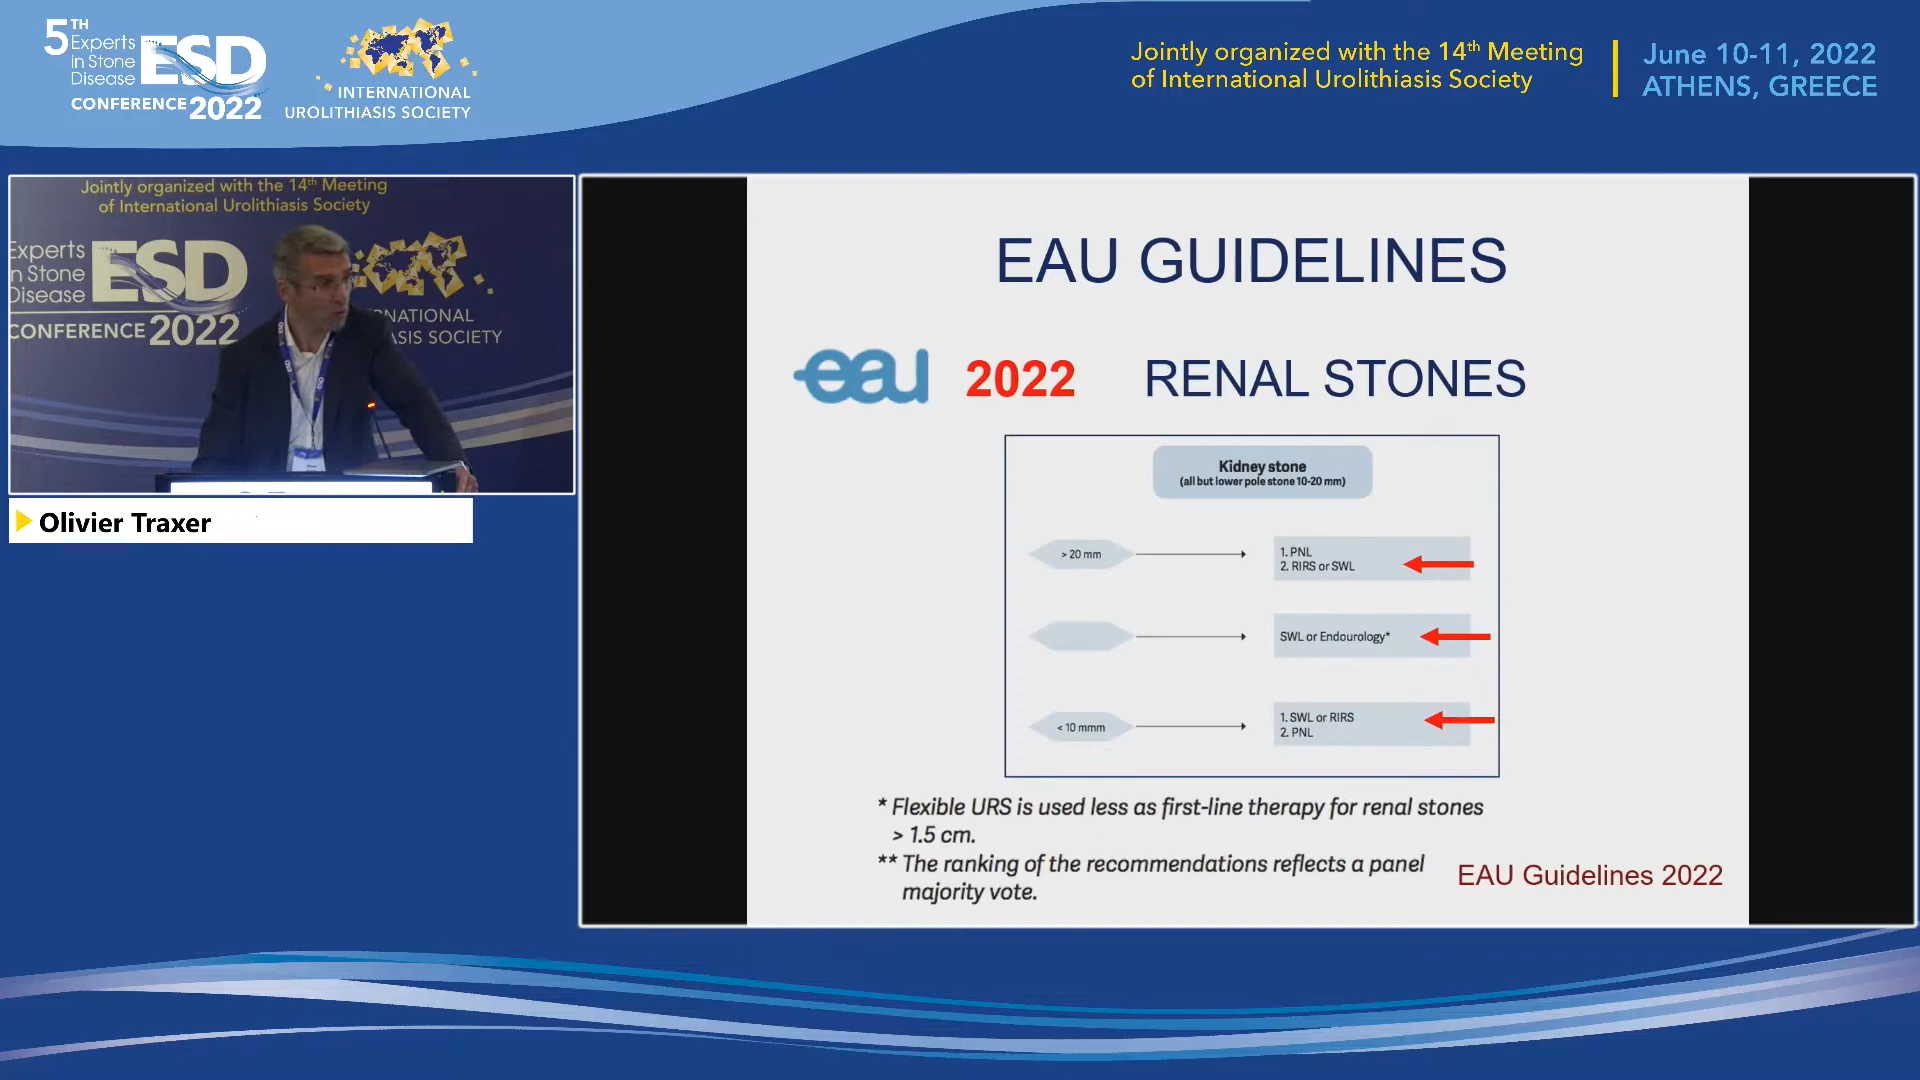 5TH
Experts
in Stone
Disease
ESD
CONFERENCE 2022
INTERNATIONAL
UROLITHIASIS SOCIETY
Jointly organized with the 14th Meeting
of International Urolithiasis Society
June 10-11, 2022
ATHENS, GREECE
Jointly organized with the 14th Meeting
of International Urolithiasis Society
Experts
n Stone
Disease
ESD
CONFERENCE 2022
RNATIONAL
ASIS SOCIETY
Olivier Traxer
EAU GUIDELINES
eau 2022 RENAL STONES
Kidney stone
(all but lower pole stone 10-20 mm)
> 20 mm
1. PNL
2. RIRS or SWL
SWL or Endourology*
< 10 mmm
1. SWL or RIRS
2. PNL
* Flexible URS is used less as first-line therapy for renal stones
> 1.5 cm.
** The ranking of the recommendations reflects a panel
majority vote.
EAU Guidelines 2022